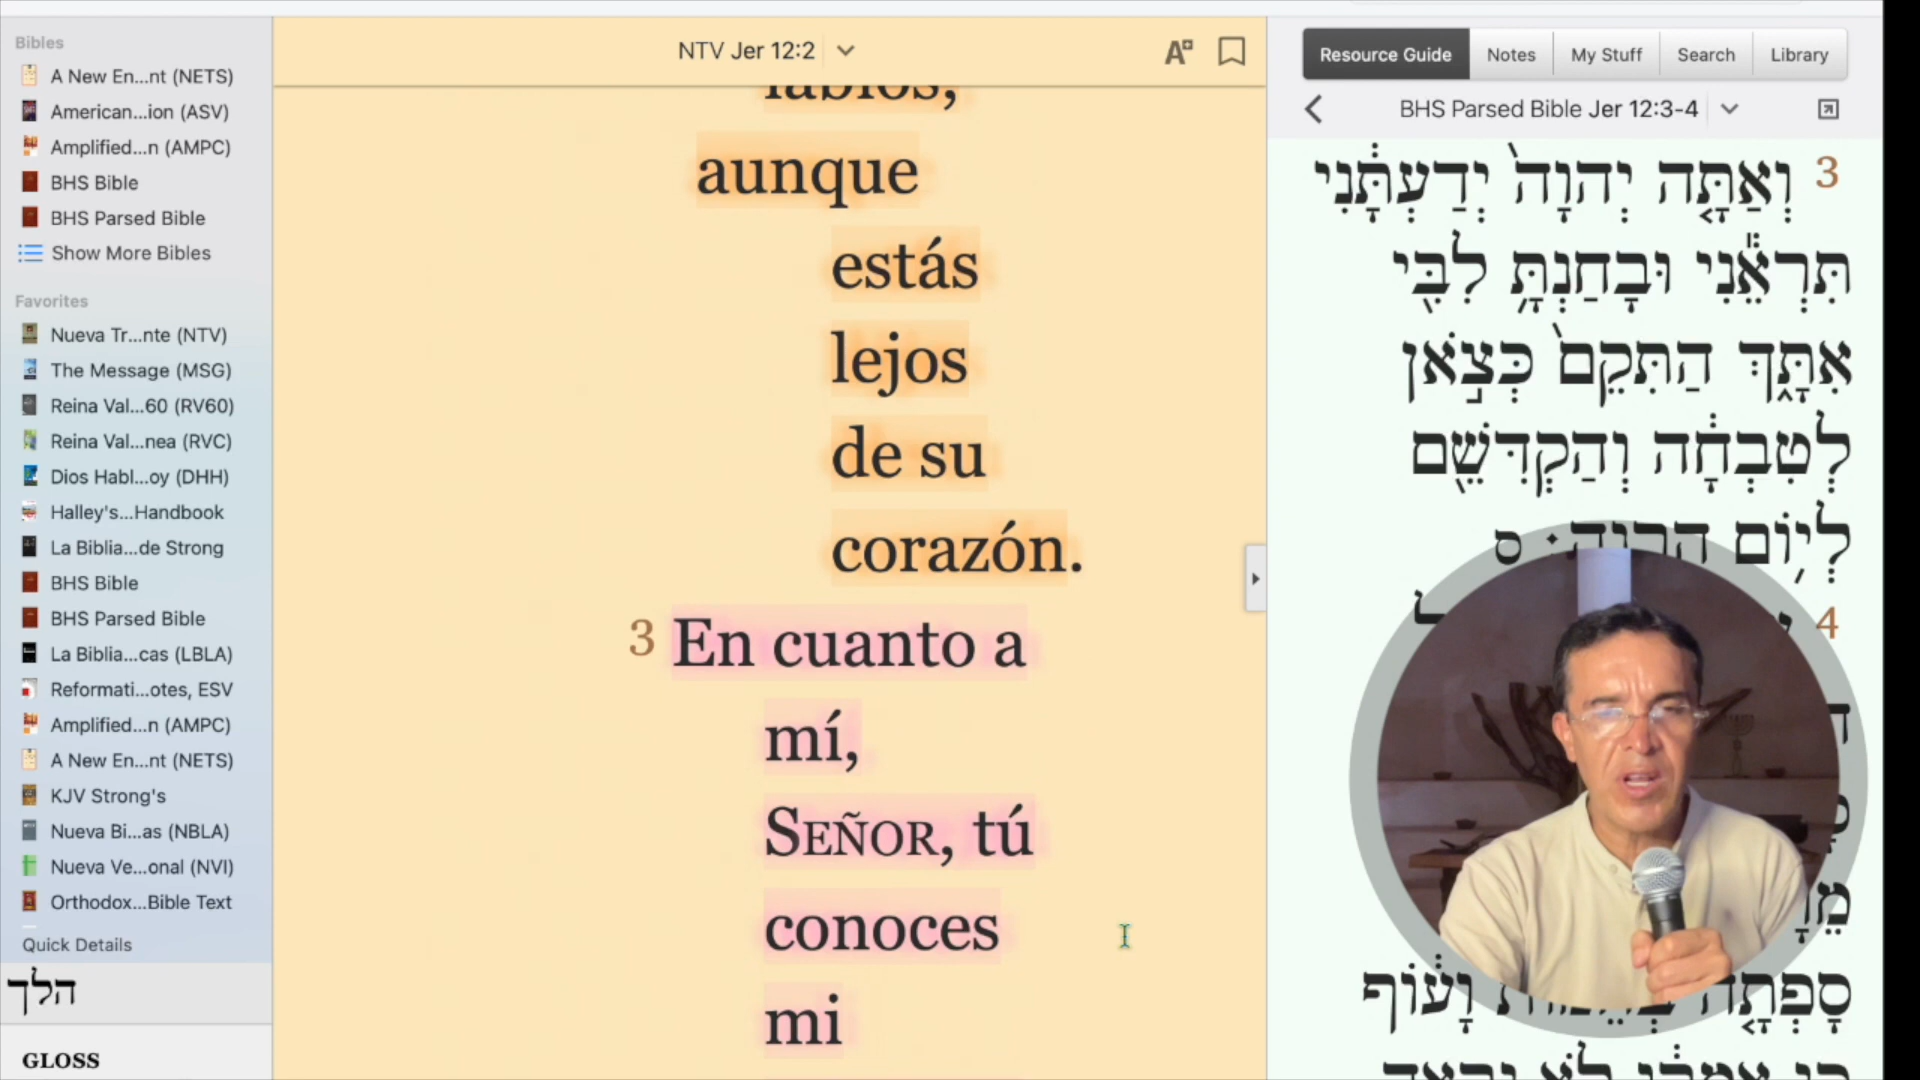 Bibles
A New En...nt (NETS)
American...ion (ASV)
Amplified...n (AMPC)
BHS Bible
BHS Parsed Bible
Show More Bibles
Favorites
Nueva Tr...nte (NTV)
The Message (MSG)
Reina Val...60 (RV60)
Reina Val...nea (RVC)
Dios Habl...oy (DHH)
Halley's...Handbook
La Biblia...de Strong
BHS Bible
BHS Parsed Bible
La Biblia...cas (LBLA)
Reformati...otes, ESV
Amplified...n (AMPC)
A New En...nt (NETS)
KJV Strong's
Nueva Bi...as (NBLA)
Nueva Ve...onal (NVI)
Orthodox...Bible Text
Quick Details
הלך
GLOSS
NTV Jer 12:2
labios,
aunque
estás
lejos
de su
corazón.
3 En cuanto a
mí,
SEÑOR, tú
conoces
mi
Resource Guide
Notes
My Stuff
Search
Library
BHS Parsed Bible Jer 12:3-4
3 וְאַתָּ֤ה יְהוָה֙ יְדַעְתָּ֔נִי
תִּרְאֵ֕נִי וּבָחַנְתָּ֥ לִבִּ֖י
אִתָּ֑ךְ הַתִּקֵם֙ כְּצֹ֣אן
לְטִבְחָ֔ה וְהַקְדִּשֵׁ֖ם
לְי֥וֹם הֲרֵגָֽה׃ ס
4
סָפְתָ֤ה בְהֵמוֹת֙ וָע֔וֹף